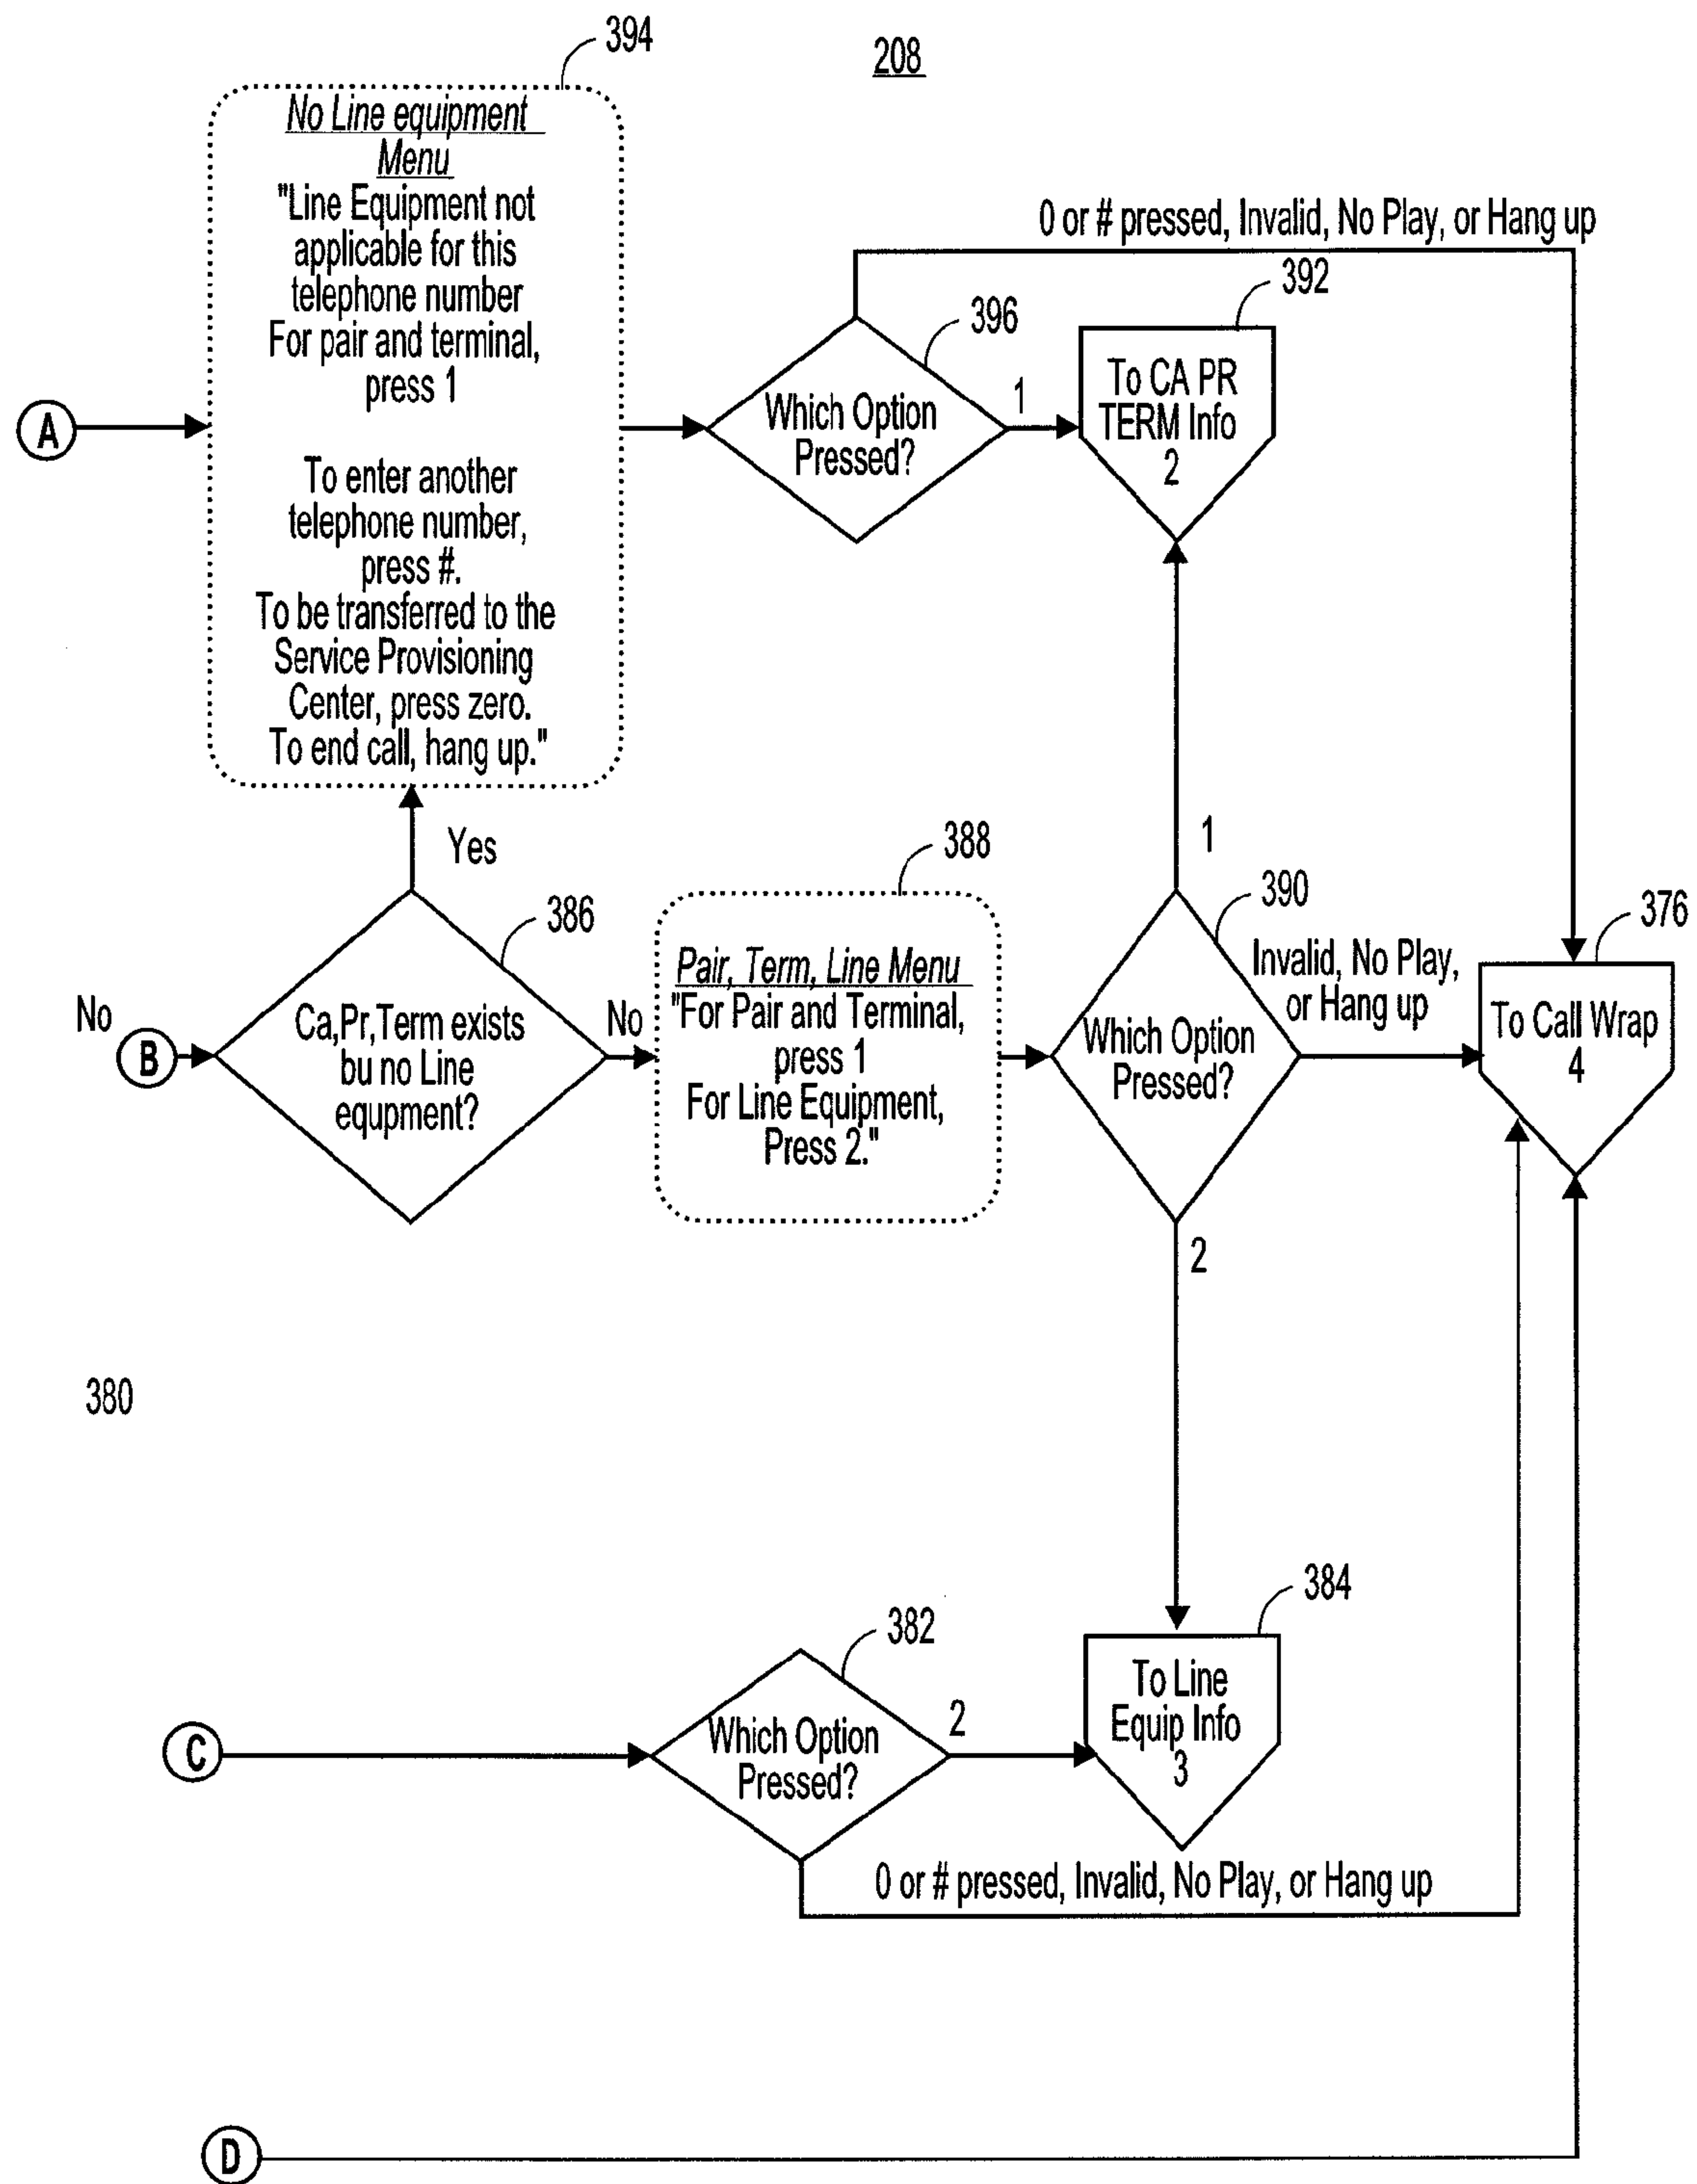 394
208
No Line equipment
Menu
"Line Equipment not
applicable for this
telephone number
For pair and terminal,
press 1
To enter another
telephone number,
press #.
To be transferred to the
Service Provisioning
Center, press zero.
To end call, hang up."
A
0 or # pressed, Invalid, No Play, or Hang up
396
Which Option
Pressed?
1
392
To CA PR
TERM Info
2
Yes
386
No
B
Ca,Pr,Term exists
bu no Line
equpment?
No
388
Pair, Term, Line Menu
"For Pair and Terminal,
press 1
For Line Equipment,
Press 2."
1
390
Which Option
Pressed?
Invalid, No Play,
or Hang up
376
To Call Wrap
4
2
380
384
To Line
Equip Info
3
382
C
Which Option
Pressed?
2
0 or # pressed, Invalid, No Play, or Hang up
D